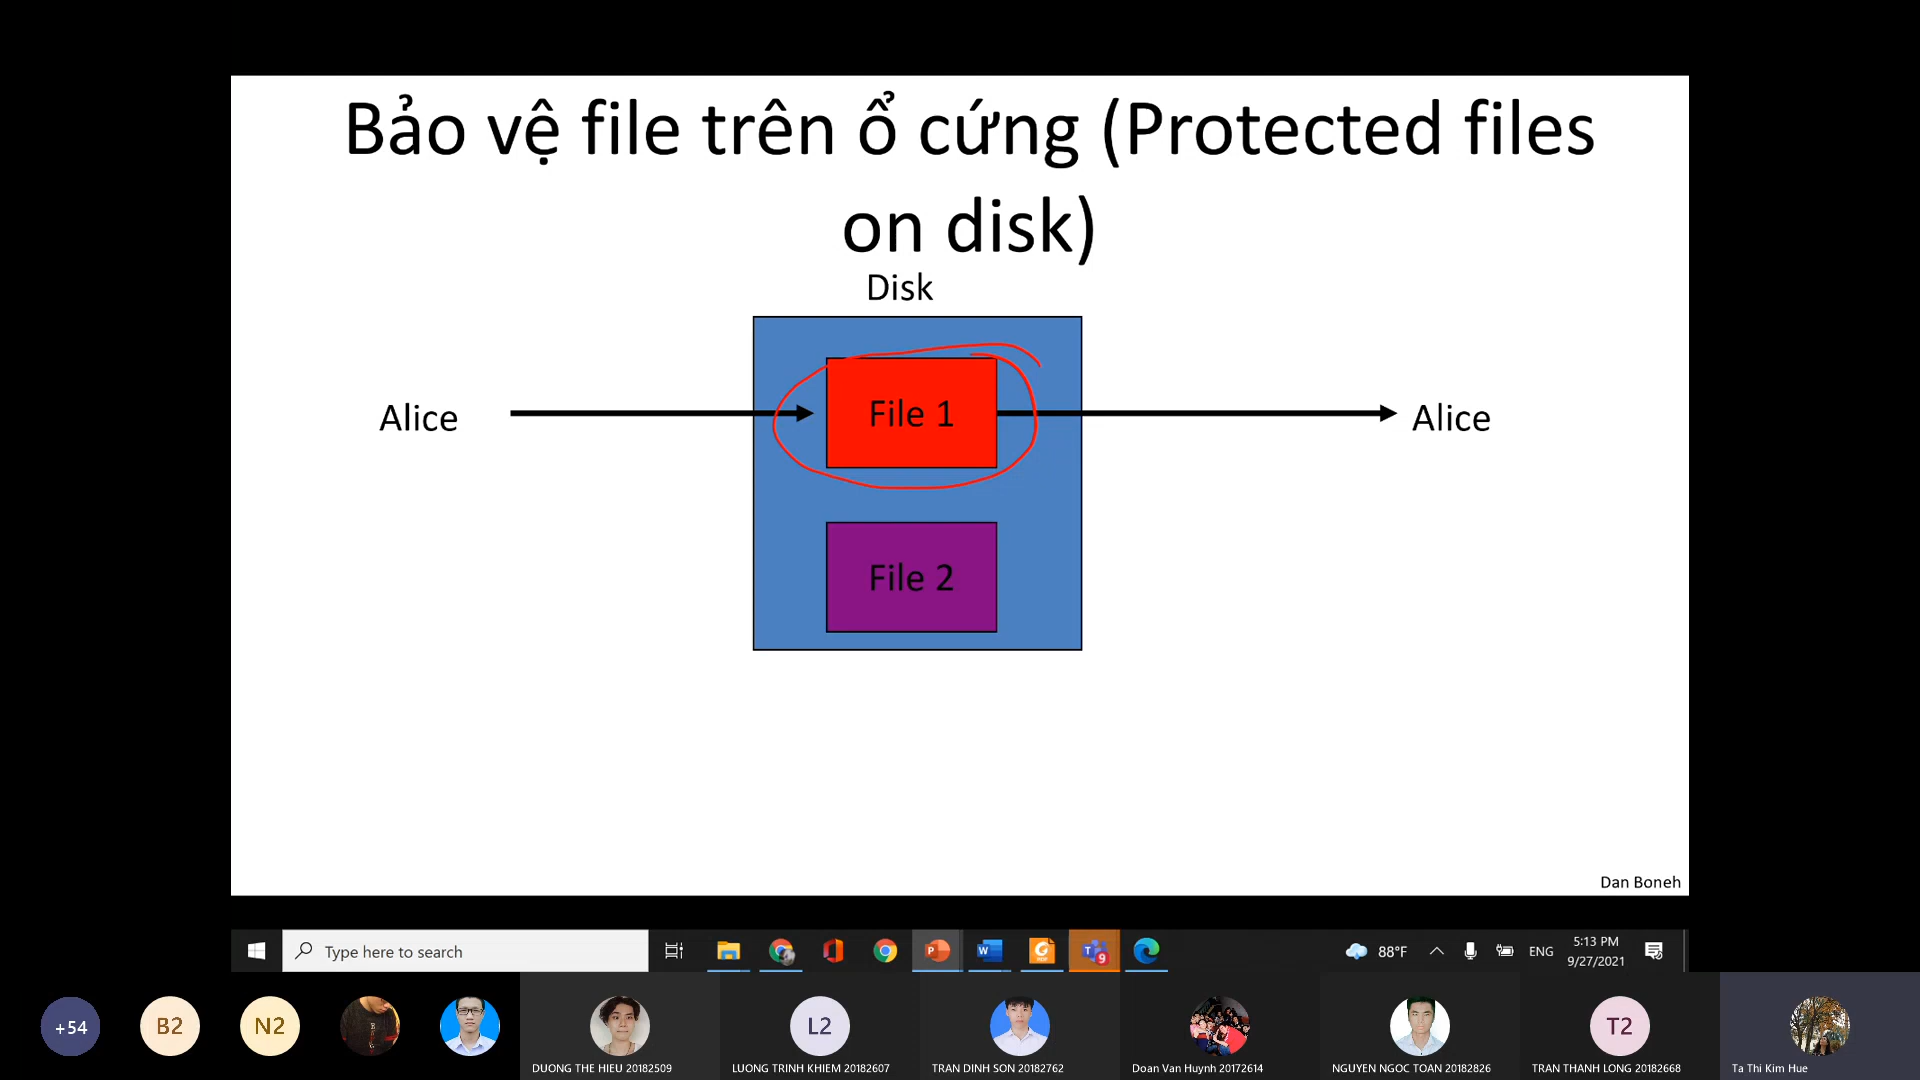 Bảo vệ file trên ổ cứng (Protected files
on disk)
Disk
Alice
File 1
Alice
File 2
Dan Boneh
Type here to search
9
88°F
ENG
5:13 PM
9/27/2021
+54
B2
N2
L2
T2
DUONG THE HIEU 20182509
LUONG TRINH KHIEM 20182607
TRAN DINH SON 20182762
Doan Van Huynh 20172614
NGUYEN NGOC TOAN 20182826
TRAN THANH LONG 20182668
Ta Thi Kim Hue